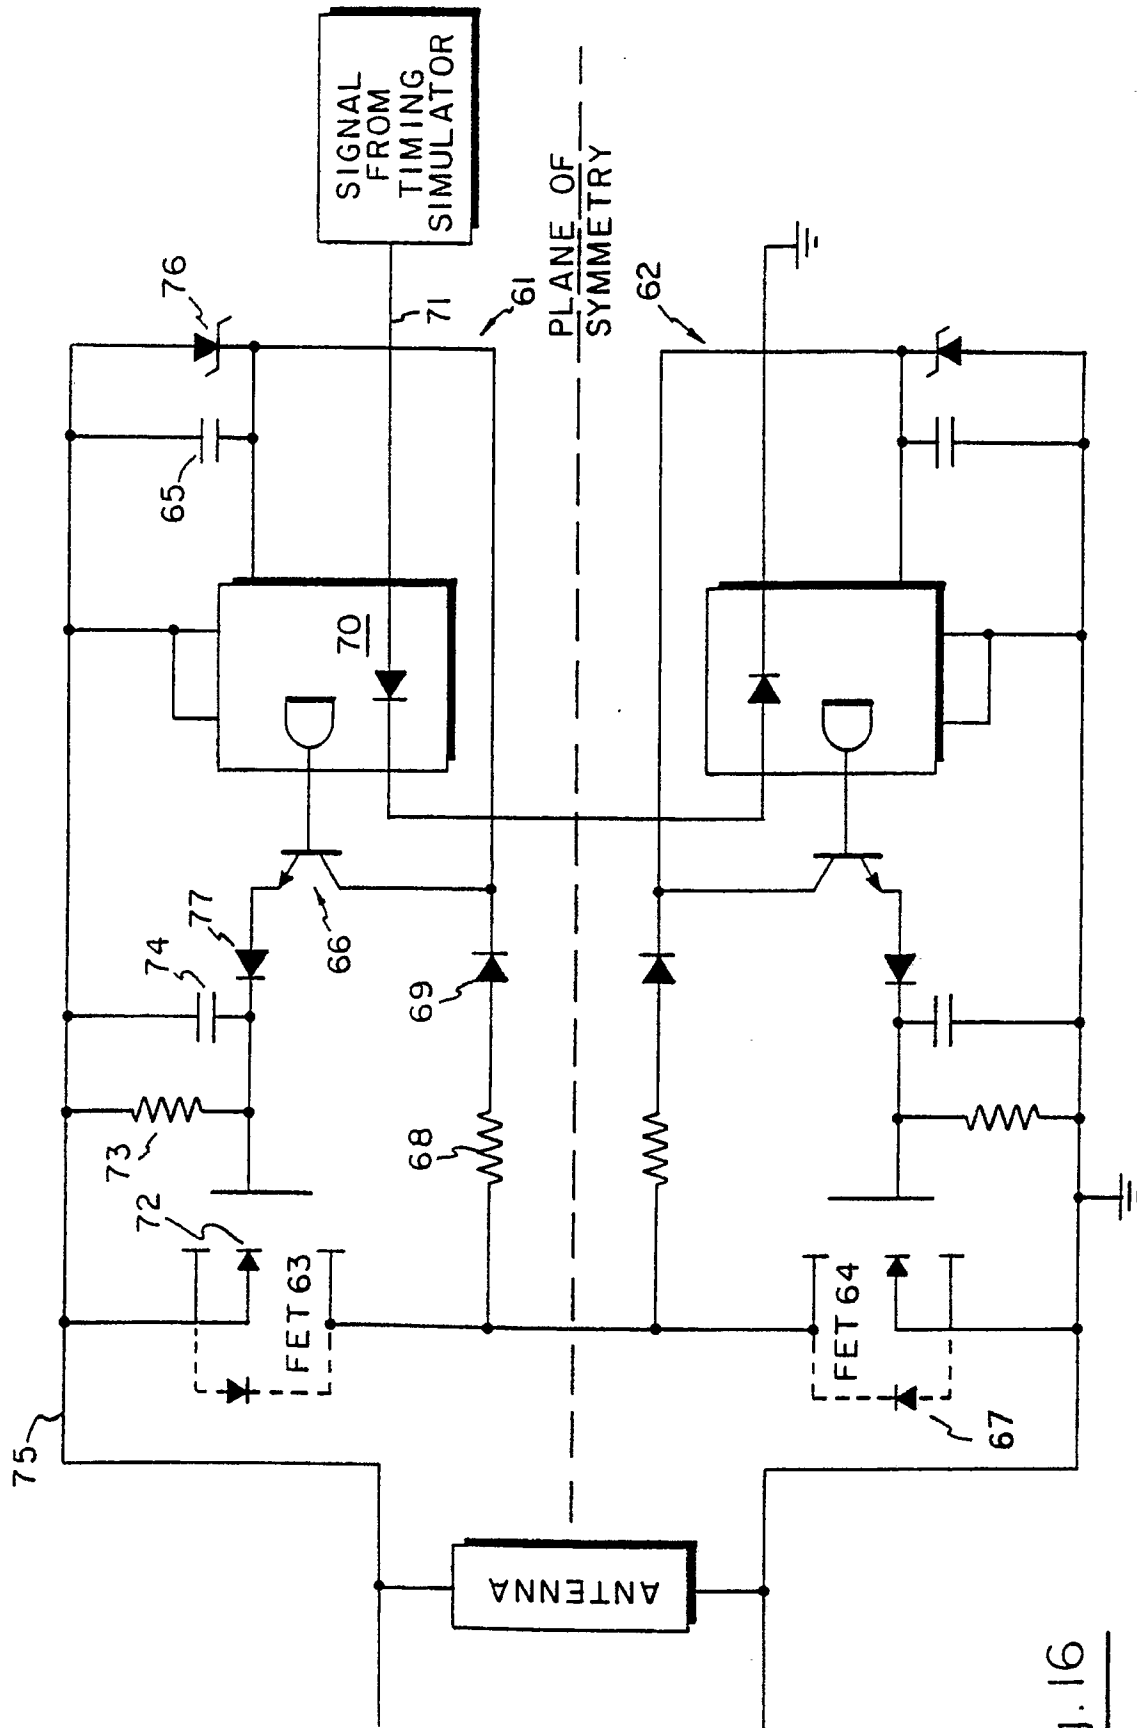 SIGNAL
FROM
TIMING
SIMULATOR
76
71
61
PLANE OF
SYMMETRY
62
65
70
77
74
66
69
73
68
72
FET 63
FET 64
75
67
ANTENNA
. 16